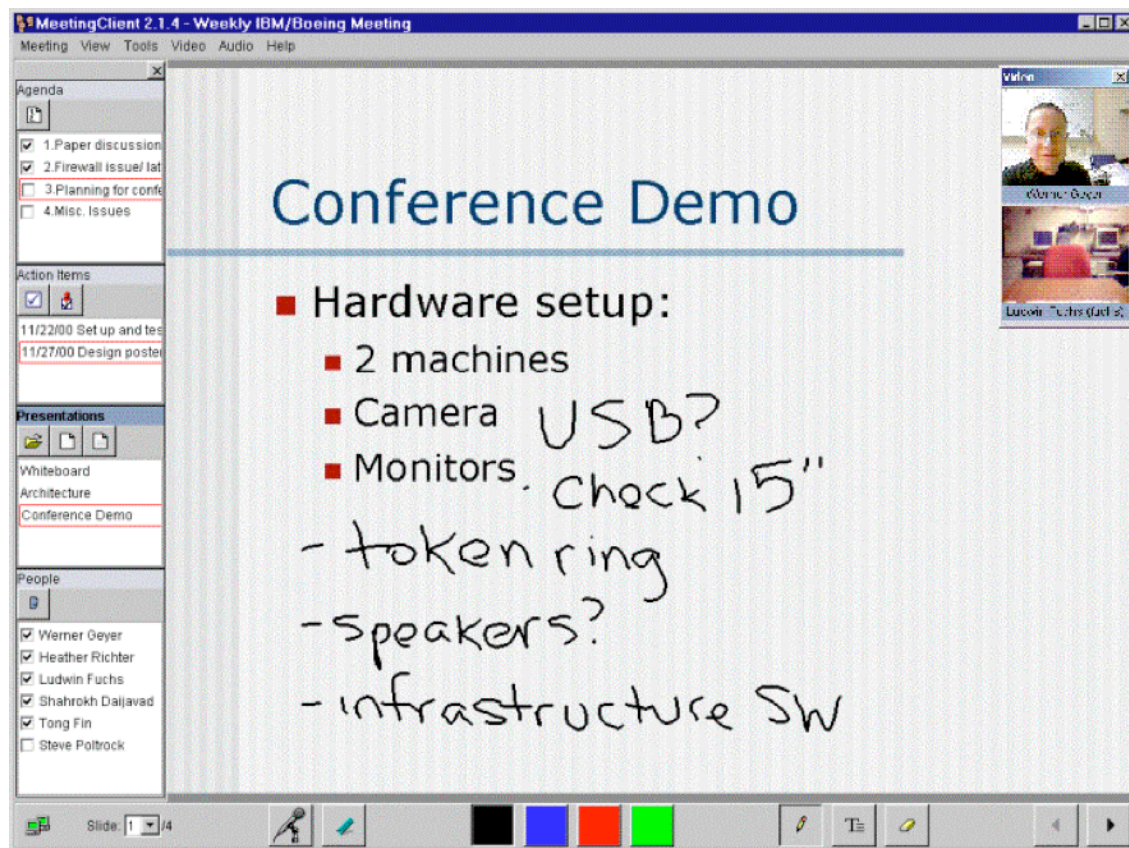 MeetingClient 2.1.4 - Weekly IBM/Boeing Meeting
Meeting View Tools Video Audio Help
Agenda
1.Paper discussion
2.Firewall issue/ lat
3.Planning for confe
4.Misc. Issues
Action Items
11/22/00 Set up and tes
11/27/00 Design poster
Presentations
Whiteboard
Architecture
Conference Demo
People
Werner Geyer
Heather Richter
Ludwin Fuchs
Shahrokh Daijavad
Tong Fin
Steve Poltrock
Conference Demo
Hardware setup:
2 machines
Camera USB?
Monitors. Check 15"
- token ring
- speakers?
- infrastructure SW
Video
Werner Geyer
Ludwin Fuchs (fuchs)
Slide: 1 /4
T